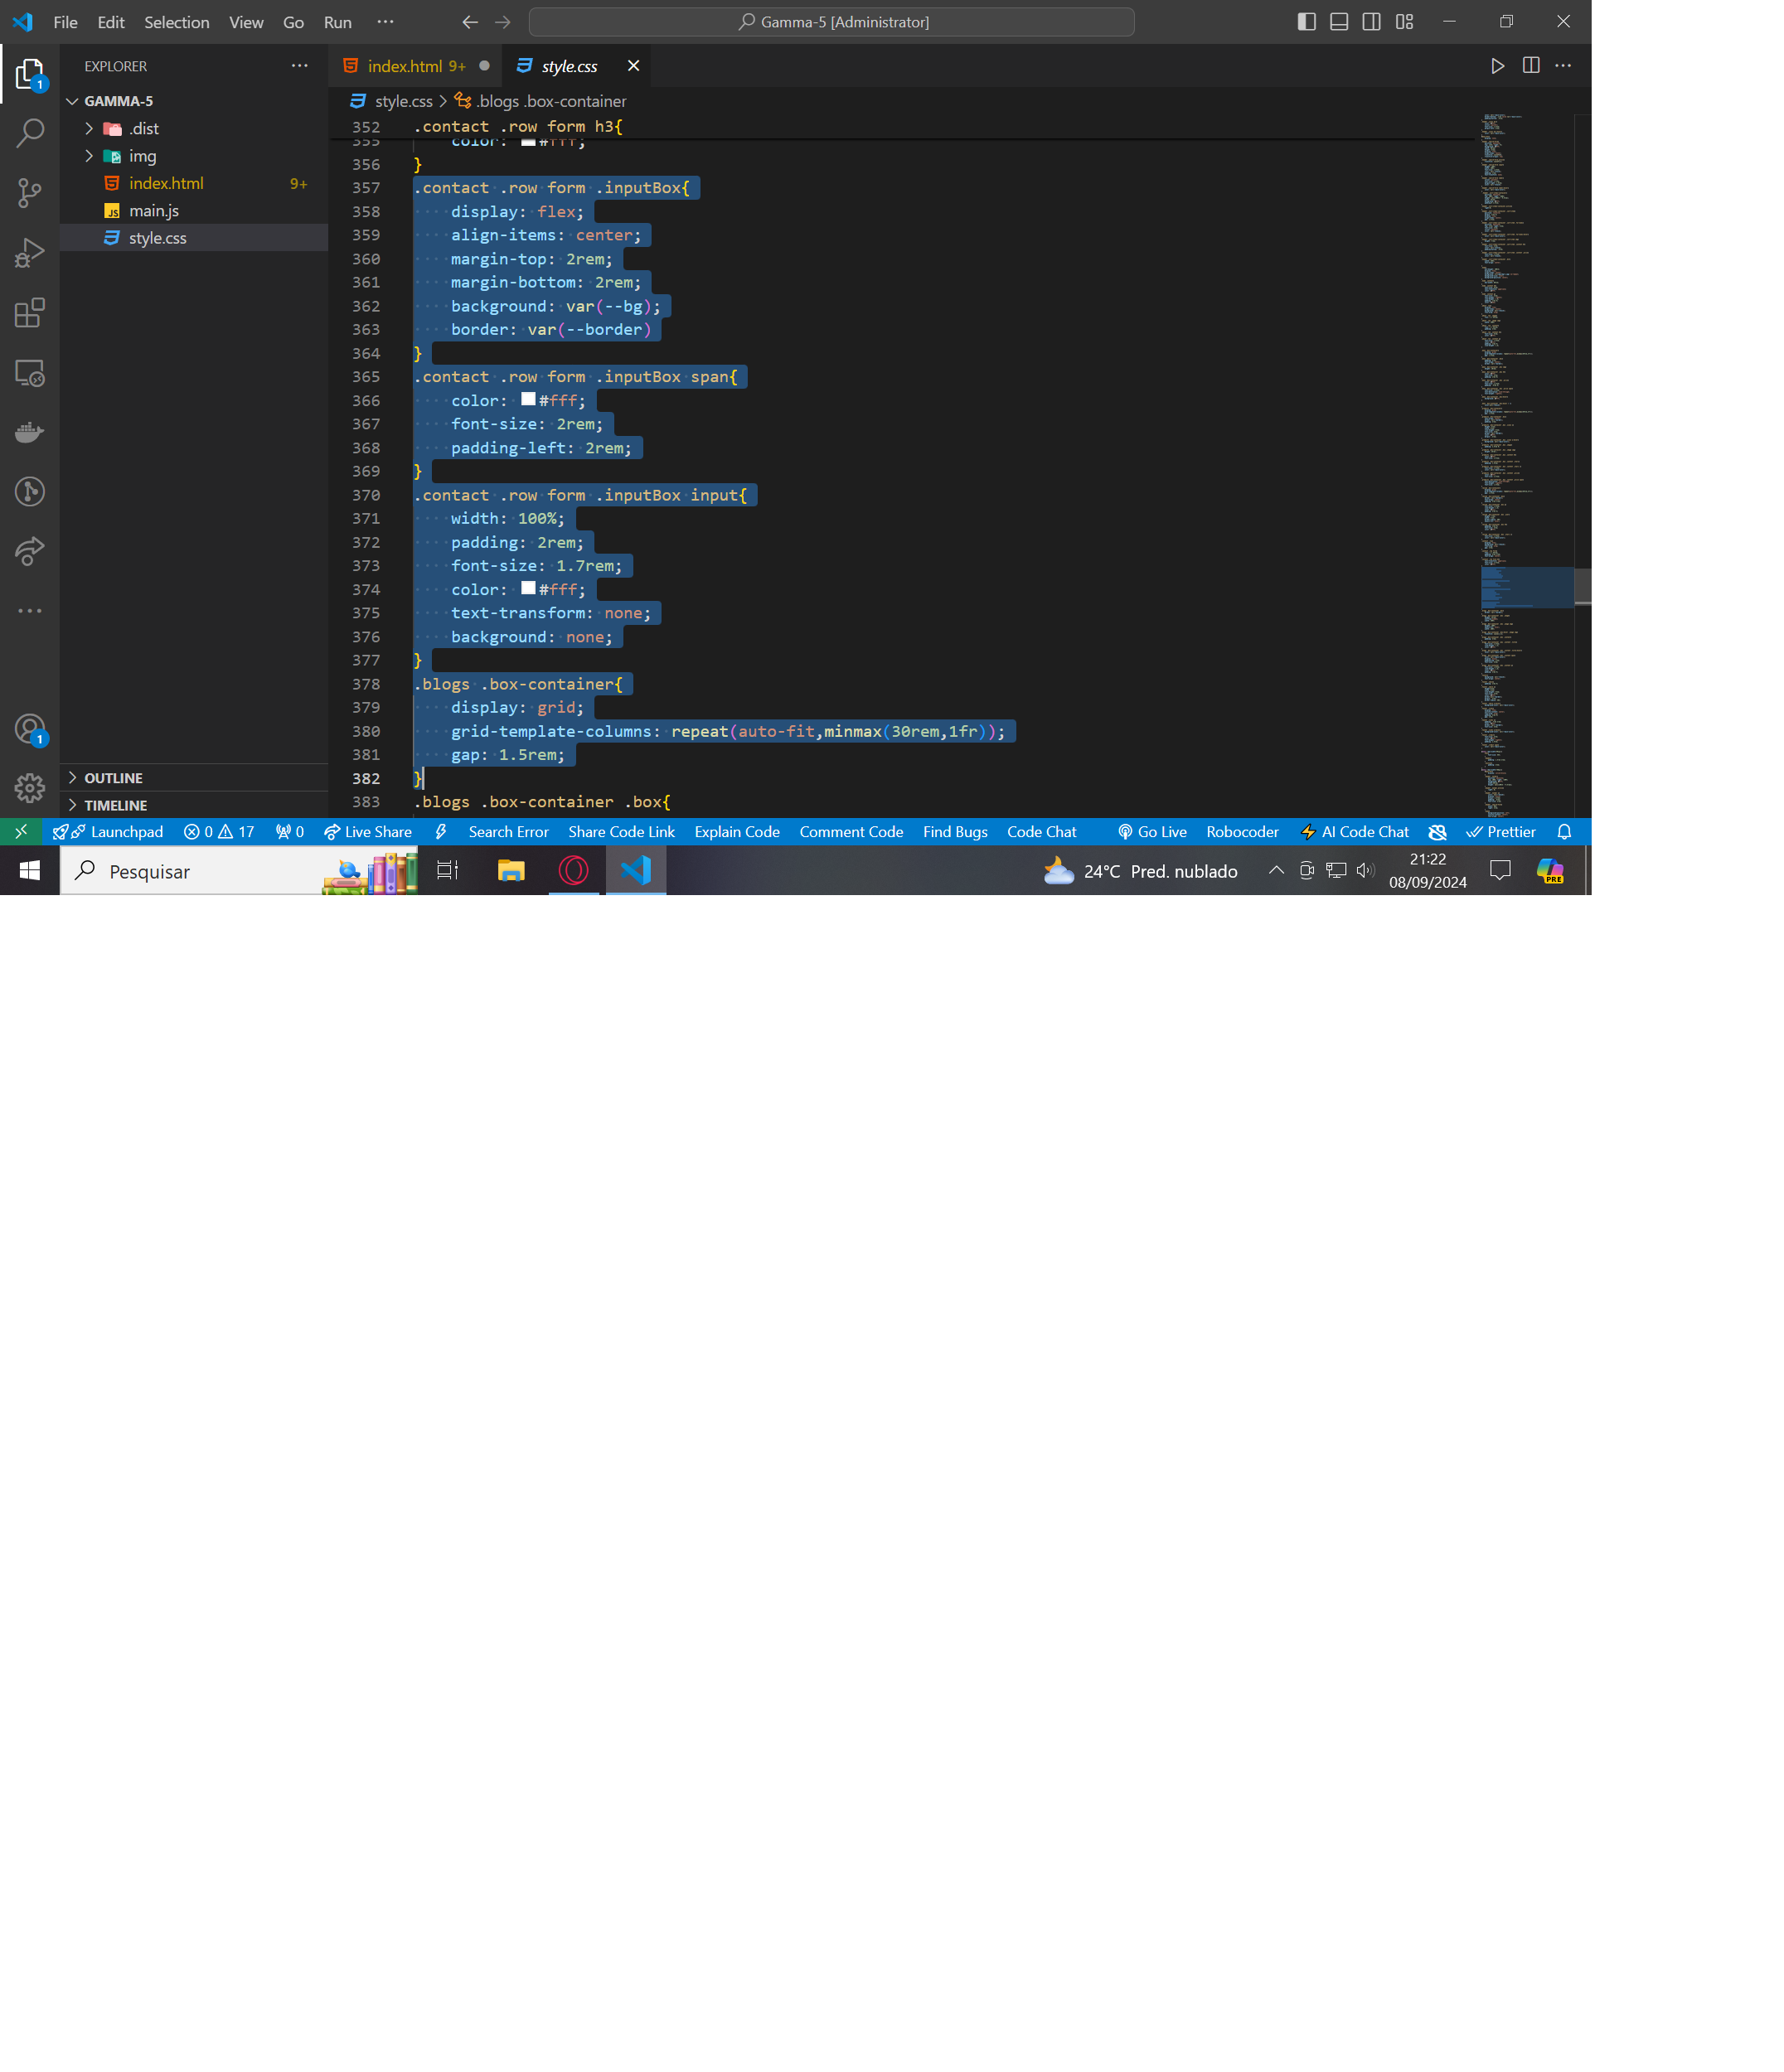 File Edit Selection View Go Run ··· Gamma-5 [Administrator]
EXPLORER
GAMMA-5
.dist
img
index.html 9+
main.js
style.css
OUTLINE
TIMELINE
1
1
index.html 9+ style.css
style.css > .blogs .box-container
352 .contact .row form h3{
355 color: #fff;
356 }
357 .contact .row form .inputBox{
358 display: flex;
359 align-items: center;
360 margin-top: 2rem;
361 margin-bottom: 2rem;
362 background: var(--bg);
363 border: var(--border)
364 }
365 .contact .row form .inputBox span{
366 color: #fff;
367 font-size: 2rem;
368 padding-left: 2rem;
369 }
370 .contact .row form .inputBox input{
371 width: 100%;
372 padding: 2rem;
373 font-size: 1.7rem;
374 color: #fff;
375 text-transform: none;
376 background: none;
377 }
378 .blogs .box-container{
379 display: grid;
380 grid-template-columns: repeat(auto-fit,minmax(30rem,1fr));
381 gap: 1.5rem;
382 }
383 .blogs .box-container .box{
Launchpad 0 17 0 Live Share Search Error Share Code Link Explain Code Comment Code Find Bugs Code Chat Go Live Robocoder AI Code Chat Prettier
Pesquisar 24°C Pred. nublado 21:22
08/09/2024
PRE